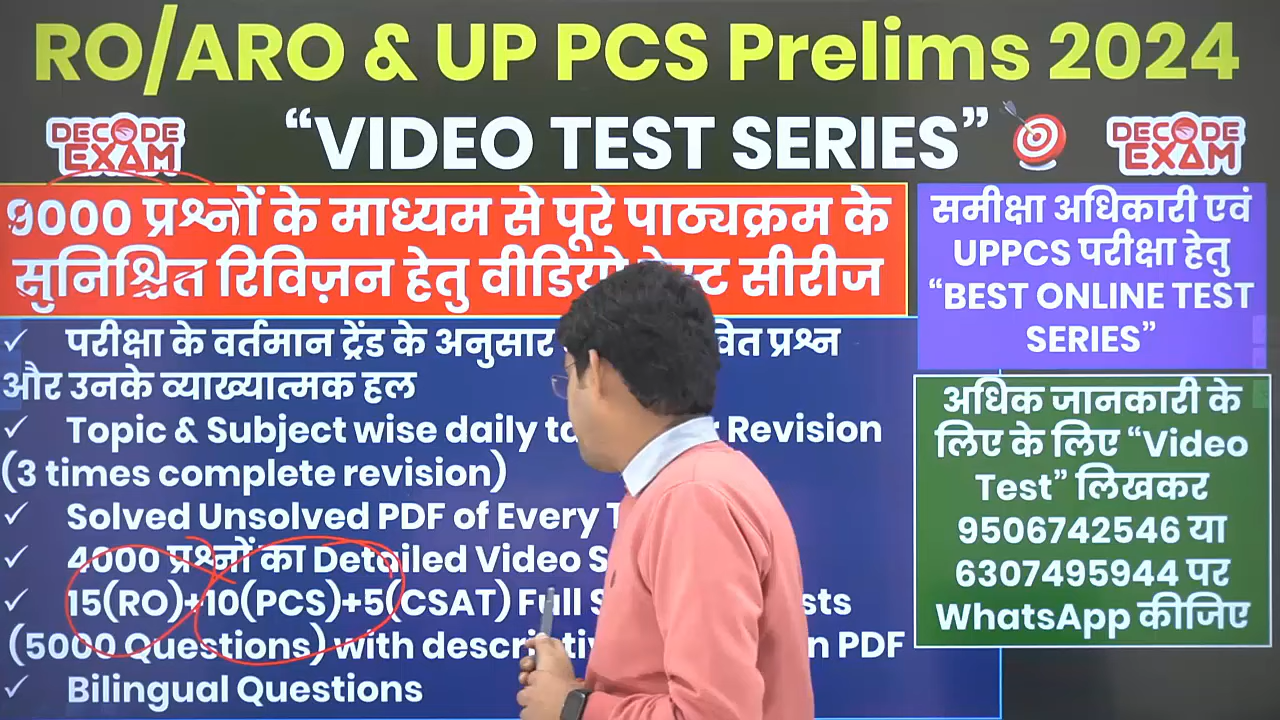 RO/ARO & UP PCS Prelims 2024
DECODE EXAM
“VIDEO TEST SERIES”
DECODE EXAM
9000 प्रश्नों के माध्यम से पूरे पाठ्यक्रम के
सुनिश्चित रिविज़न हेतु वीडियो टेस्ट सीरीज
✓ परीक्षा के वर्तमान ट्रेंड के अनुसार प्रश्न
और उनके व्याख्यात्मक हल
✓ Topic & Subject wise daily Revision
(3 times complete revision)
✓ Solved Unsolved PDF of Every
✓ 4000 प्रश्नों का Detailed Video
✓ 15(RO)+10(PCS)+5(CSAT) Full
(5000 Questions) with PDF
✓ Bilingual Questions
समीक्षा अधिकारी एवं
UPPCS परीक्षा हेतु
“BEST ONLINE TEST
SERIES”
अधिक जानकारी के
लिए के लिए “Video
Test” लिखकर
9506742546 या
6307495944 पर
WhatsApp कीजिए